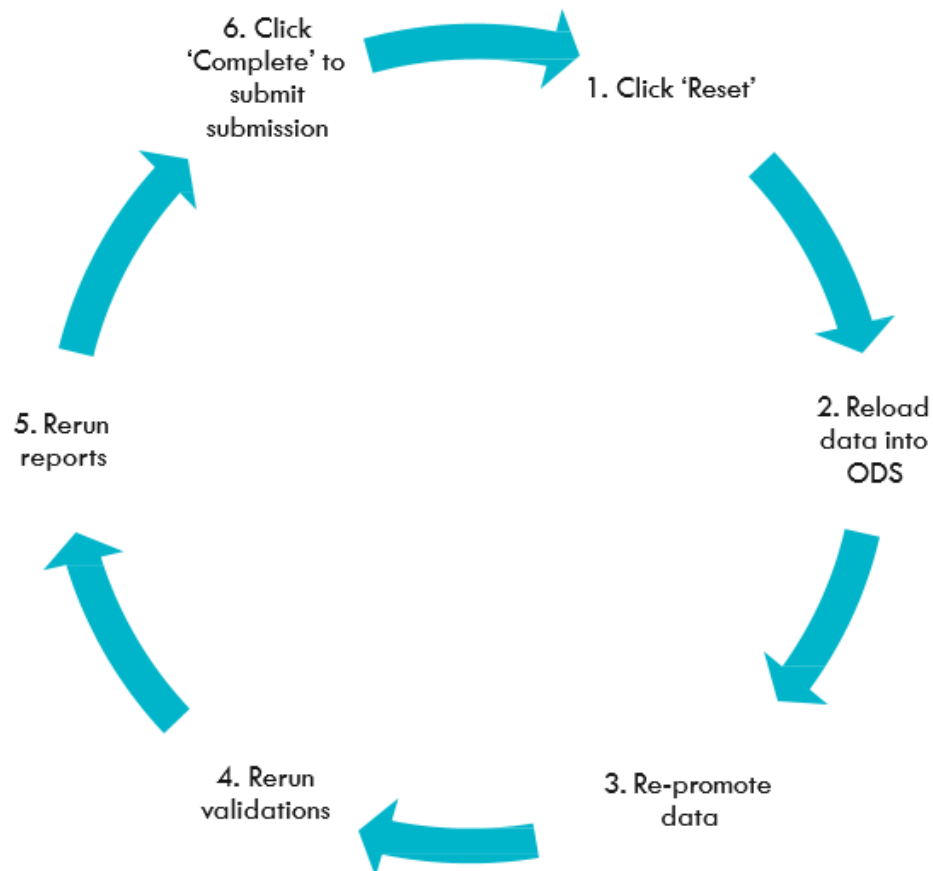 1. Click ‘Reset’
2. Reload
data into
ODS
3. Re-promote
data
4. Rerun
validations
5. Rerun
reports
6. Click
‘Complete’ to
submit
submission